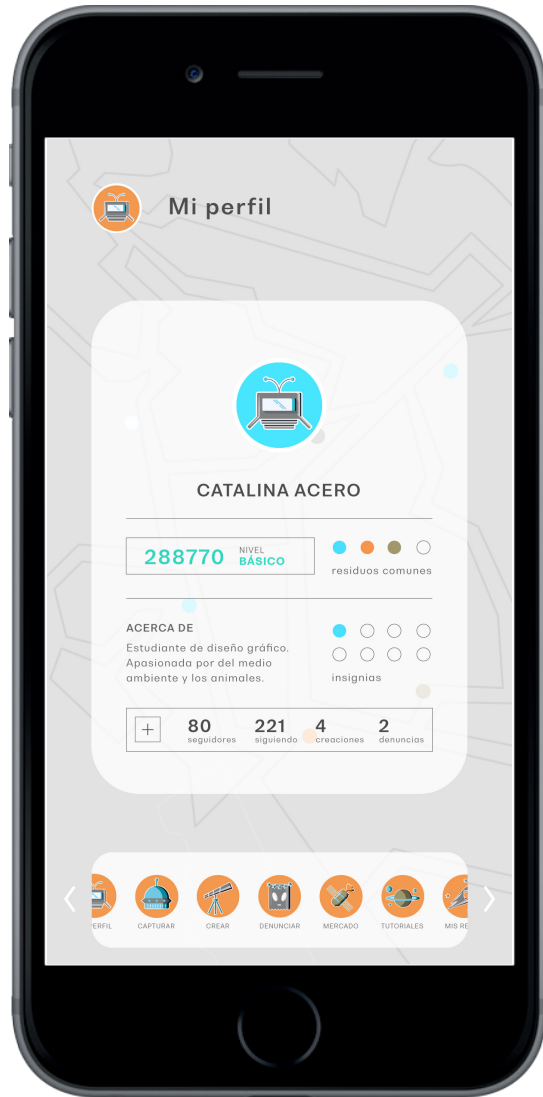 Mi perfil
CATALINA ACERO
288770 NIVEL BÁSICO
residuos comunes
ACERCA DE
Estudiante de diseño gráfico.
Apasionada por del medio
ambiente y los animales.
insignias
+ 80 seguidores 221 siguiendo 4 creaciones 2 denuncias
PERFIL CAPTURAR CREAR DENUNCIAR MERCADO TUTORIALES MIS RE